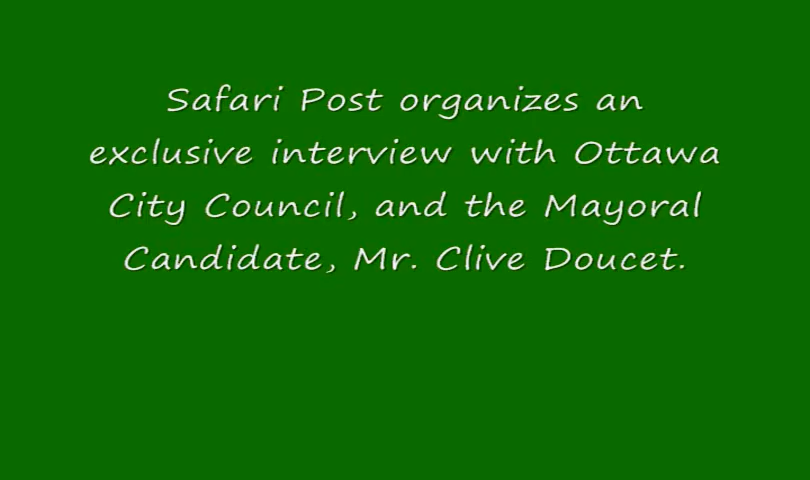 Safari Post organizes an
exclusive interview with Ottawa
City Council, and the Mayoral
Candidate, Mr. Clive Doucet.